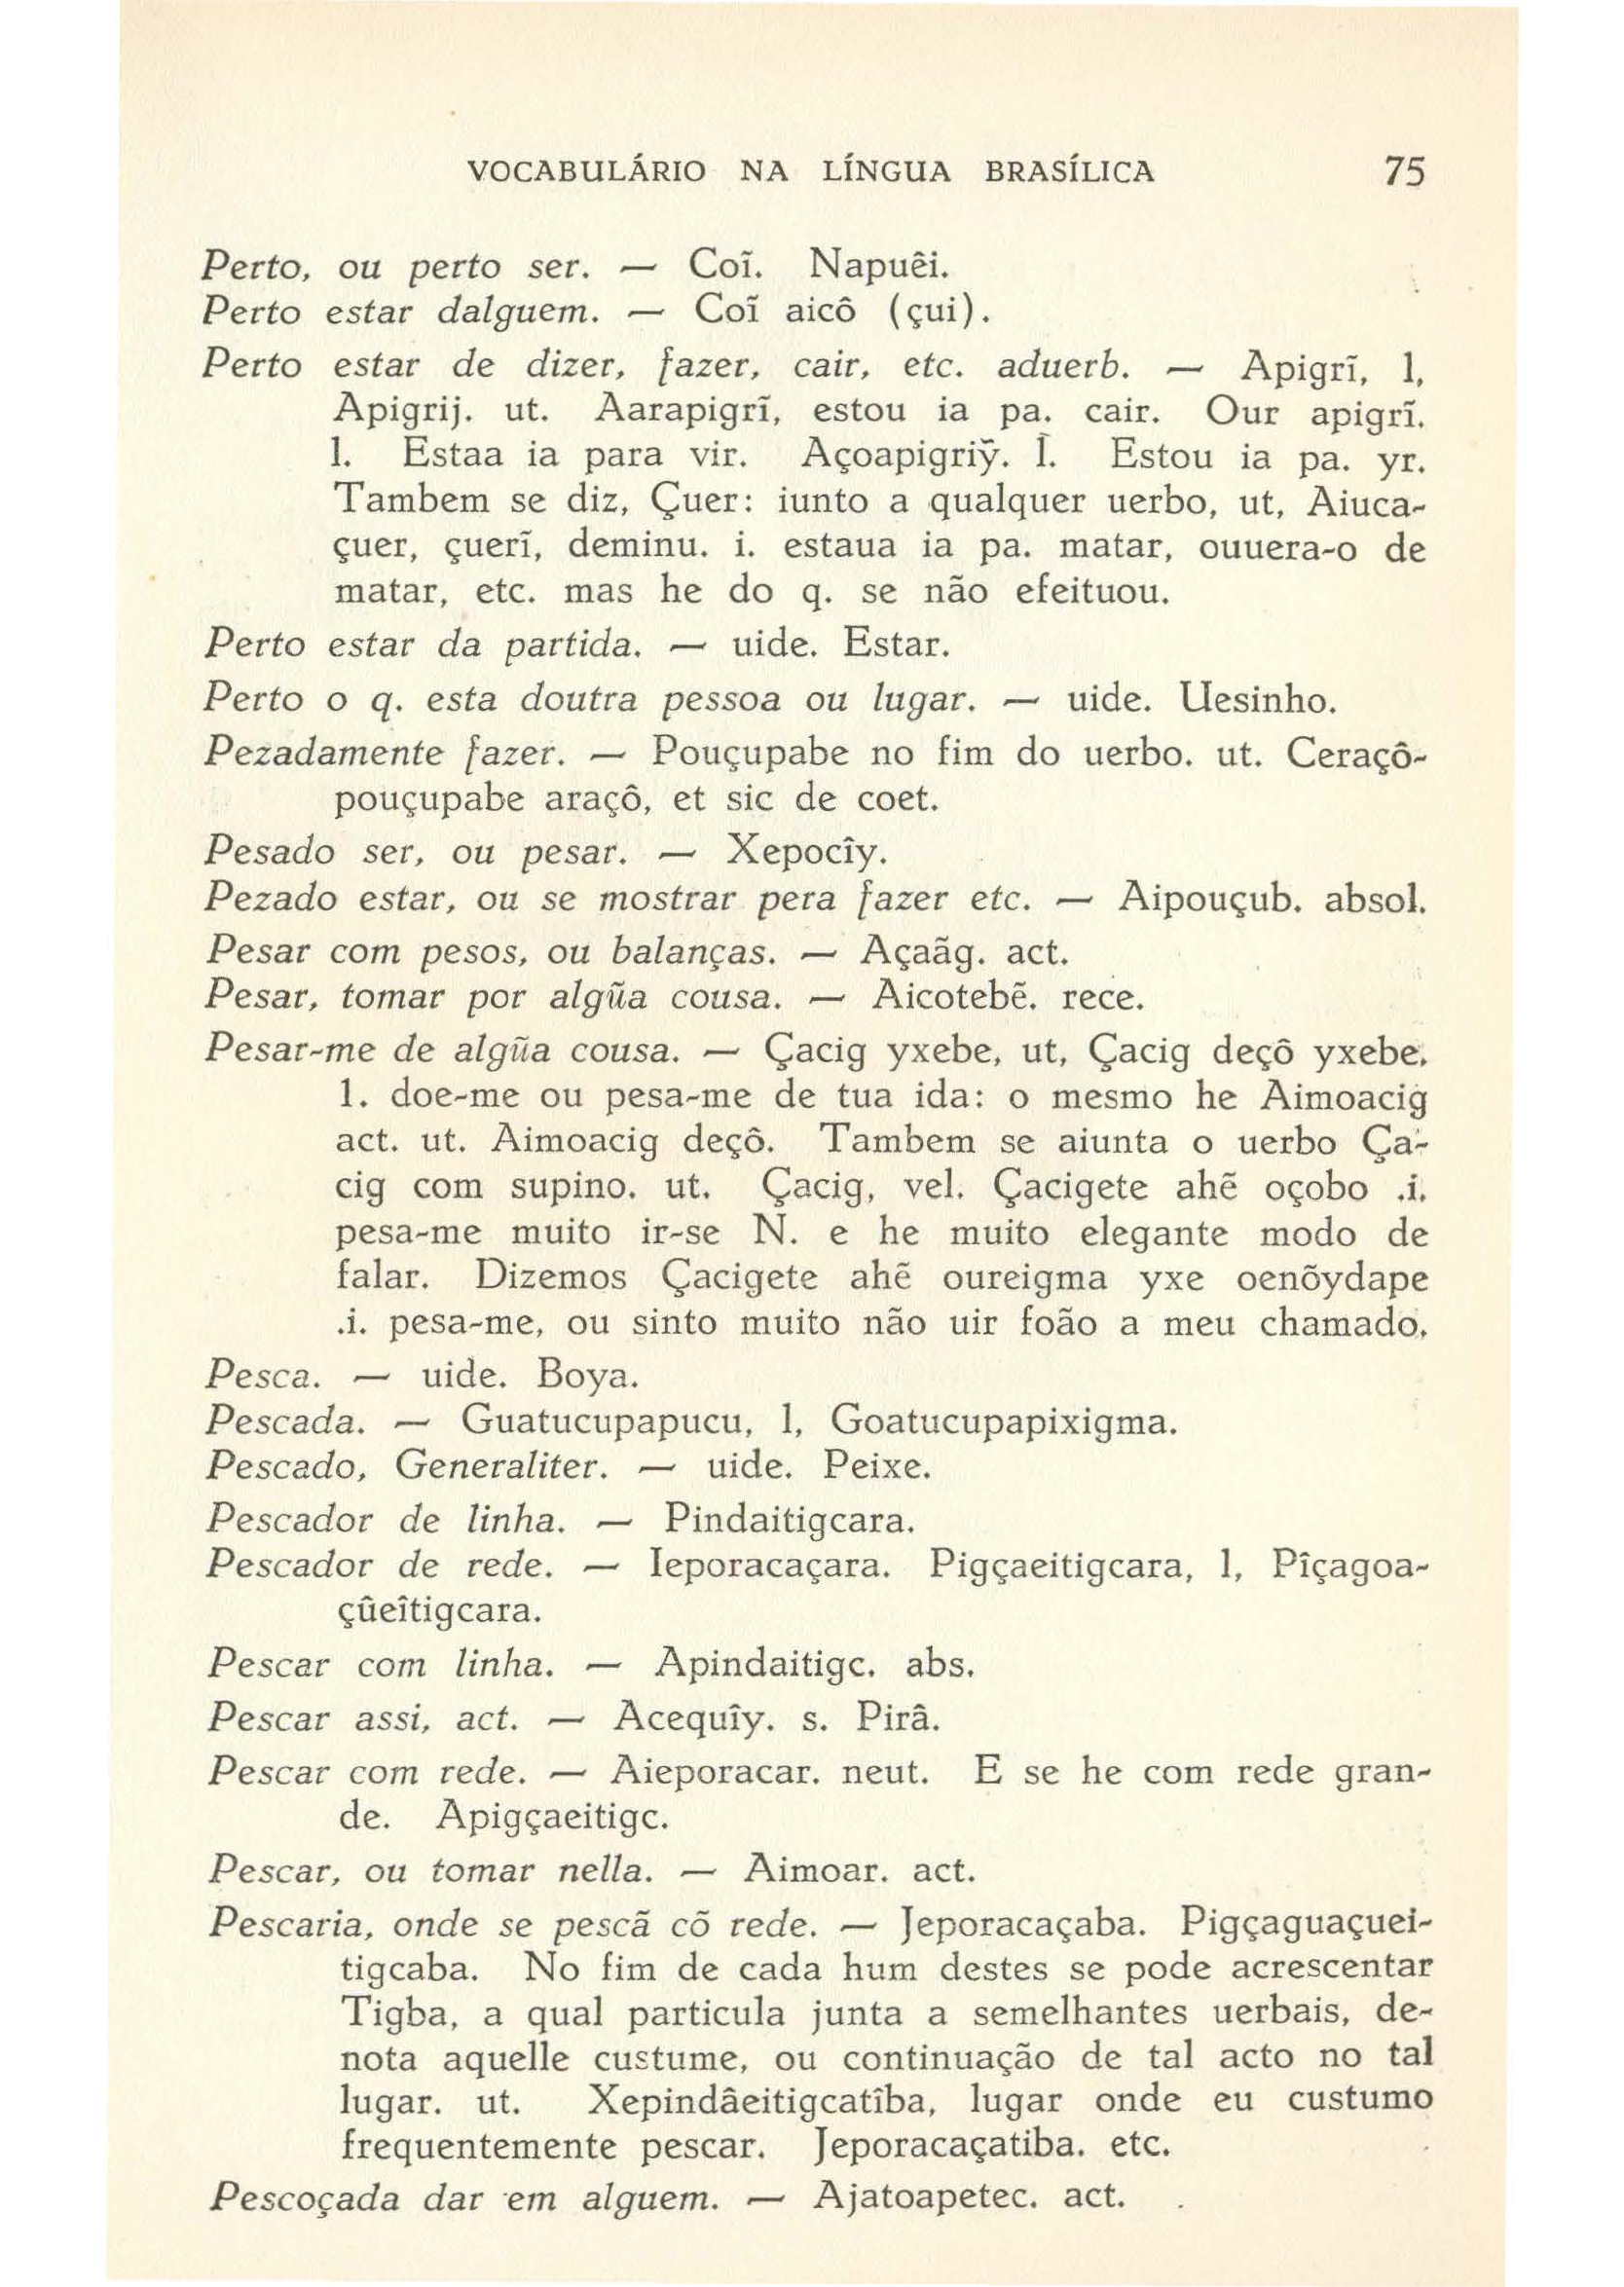 VOCABULÁRIO NA LÍNGUA BRASÍLICA 75
Perto, ou perto ser. — Coĩ. Napuêi.
Perto estar dalguem. — Coĩ aicô (çui).
Perto estar de dizer, fazer, cair, etc. aduerb. — Apigrĩ, l,
Apigrij. ut. Aarapigrĩ, estou ia pa. cair. Our apigrĩ.
l. Estaa ia para vir. Açoapigriỹ. l. Estou ia pa. yr.
Tambem se diz, Çuer: iunto a qualquer uerbo, ut, Aiuca-
çuer, çuerĩ, deminu. i. estaua ia pa. matar, ouuera-o de
matar, etc. mas he do q. se não efeituou.
Perto estar da partida. — uide. Estar.
Perto o q. esta doutra pessoa ou lugar. — uide. Uesinho.
Pezadamente fazer. — Pouçupabe no fim do uerbo. ut. Ceraçô-
pouçupabe araçô, et sic de coet.
Pesado ser, ou pesar. — Xepocîy.
Pezado estar, ou se mostrar pera fazer etc. — Aipouçub. absol.
Pesar com pesos, ou balanças. — Açaãg. act.
Pesar, tomar por algũa cousa. — Aicotebẽ. rece.
Pesar-me de algũa cousa. — Çacig yxebe, ut, Çacig deçô yxebe.
l. doe-me ou pesa-me de tua ida: o mesmo he Aimoacig
act. ut. Aimoacig deçô. Tambem se aiunta o uerbo Ça-
cig com supino. ut. Çacig, vel. Çacigete ahẽ oçobo .i.
pesa-me muito ir-se N. e he muito elegante modo de
falar. Dizemos Çacigete ahẽ oureigma yxe oenõydape
.i. pesa-me, ou sinto muito não uir foão a meu chamado.
Pesca. — uide. Boya.
Pescada. — Guatucupapucu, l, Goatucupapixigma.
Pescado, Generaliter. — uide. Peixe.
Pescador de linha. — Pindaitigcara.
Pescador de rede. — Ieporacaçara. Pigçaeitigcara, l, Pîçagoa-
çûeîtigcara.
Pescar com linha. — Apindaitigc. abs.
Pescar assi, act. — Acequîy. s. Pirâ.
Pescar com rede. — Aieporacar. neut. E se he com rede gran-
de. Apigçaeitigc.
Pescar, ou tomar nella. — Aimoar. act.
Pescaria, onde se pescã cõ rede. — Jeporacaçaba. Pigçaguaçuei-
tigcaba. No fim de cada hum destes se pode acrescentar
Tigba, a qual particula junta a semelhantes uerbais, de-
nota aquelle custume, ou continuação de tal acto no tal
lugar. ut. Xepindâeitigcatîba, lugar onde eu custumo
frequentemente pescar. Jeporacaçatiba. etc.
Pescoçada dar em alguem. — Ajatoapetec. act.